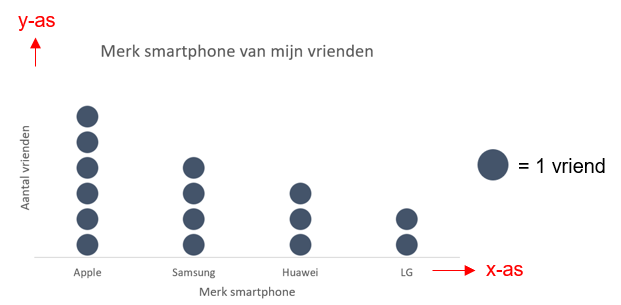 y-as
Merk smartphone van mijn vrienden
Aantal vrienden
= 1 vriend
Apple
Samsung
Huawei
LG
x-as
Merk smartphone